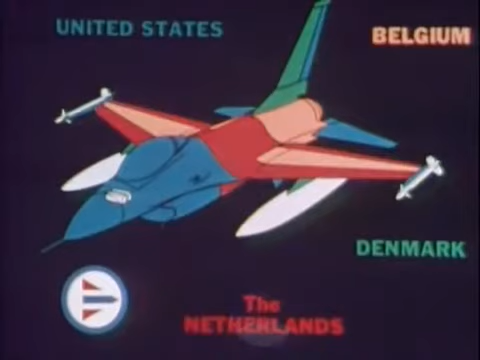 UNITED STATES
BELGIUM
DENMARK
The
NETHERLANDS